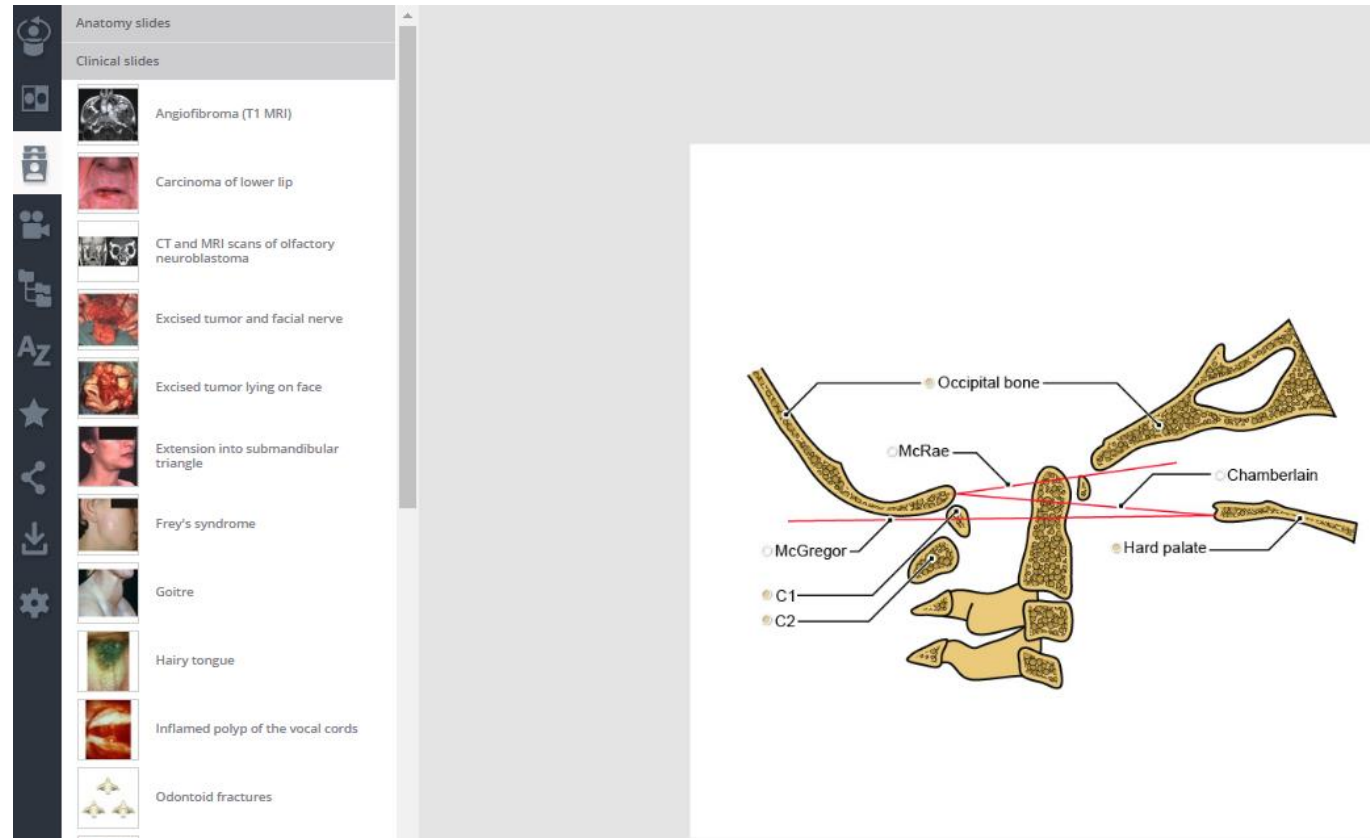 Anatomy slides
Clinical slides
Angiofibroma (T1 MRI)
Carcinoma of lower lip
CT and MRI scans of olfactory
neuroblastoma
Excised tumor and facial nerve
Excised tumor lying on face
Extension into submandibular
triangle
Frey's syndrome
Goitre
Hairy tongue
Inflamed polyp of the vocal cords
Odontoid fractures
AZ
Occipital bone
McRae
Chamberlain
McGregor
Hard palate
C1
C2